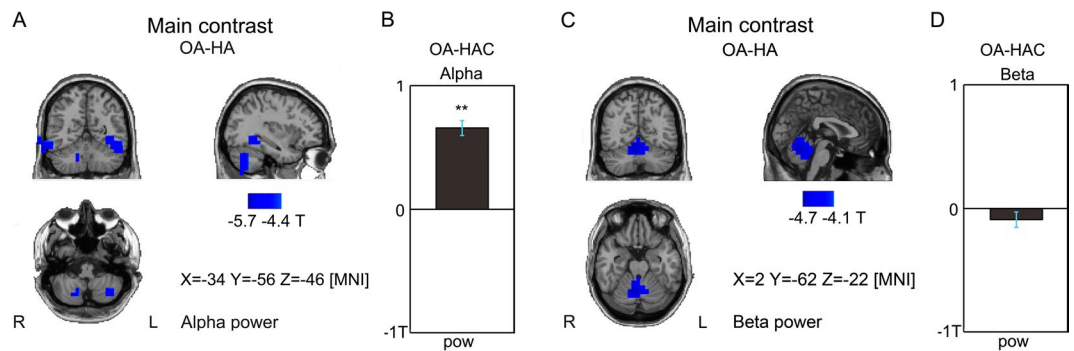 A
Main contrast
OA-HA
-5.7 -4.4 T
X=-34 Y=-56 Z=-46 [MNI]
R
L
Alpha power
B
OA-HAC
Alpha
1
**
0
-1T
pow
C
Main contrast
OA-HA
-4.7 -4.1 T
X=2 Y=-62 Z=-22 [MNI]
R
L
Beta power
D
OA-HAC
Beta
1
0
-1T
pow